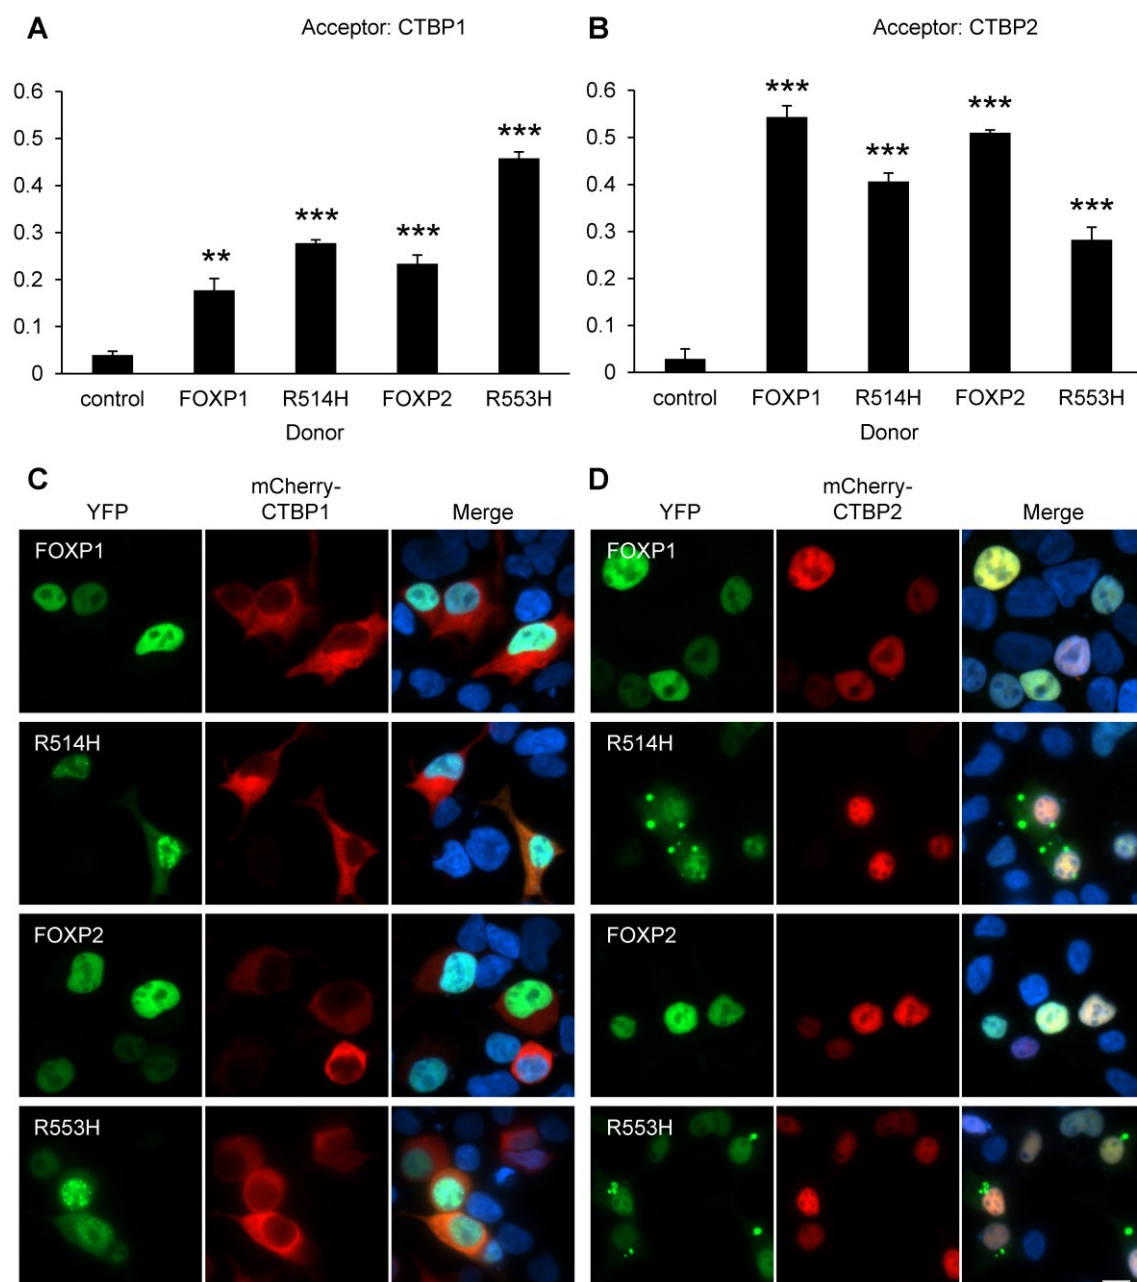 A
Acceptor: CTBP1
0.6
0.5
0.4
0.3
0.2
0.1
0
**
***
***
***
control FOXP1 R514H FOXP2 R553H
Donor
B
Acceptor: CTBP2
0.6
0.5
0.4
0.3
0.2
0.1
0
***
***
***
***
control FOXP1 R514H FOXP2 R553H
Donor
C
YFP
mCherry-
CTBP1
Merge
FOXP1
R514H
FOXP2
R553H
D
YFP
mCherry-
CTBP2
Merge
FOXP1
R514H
FOXP2
R553H